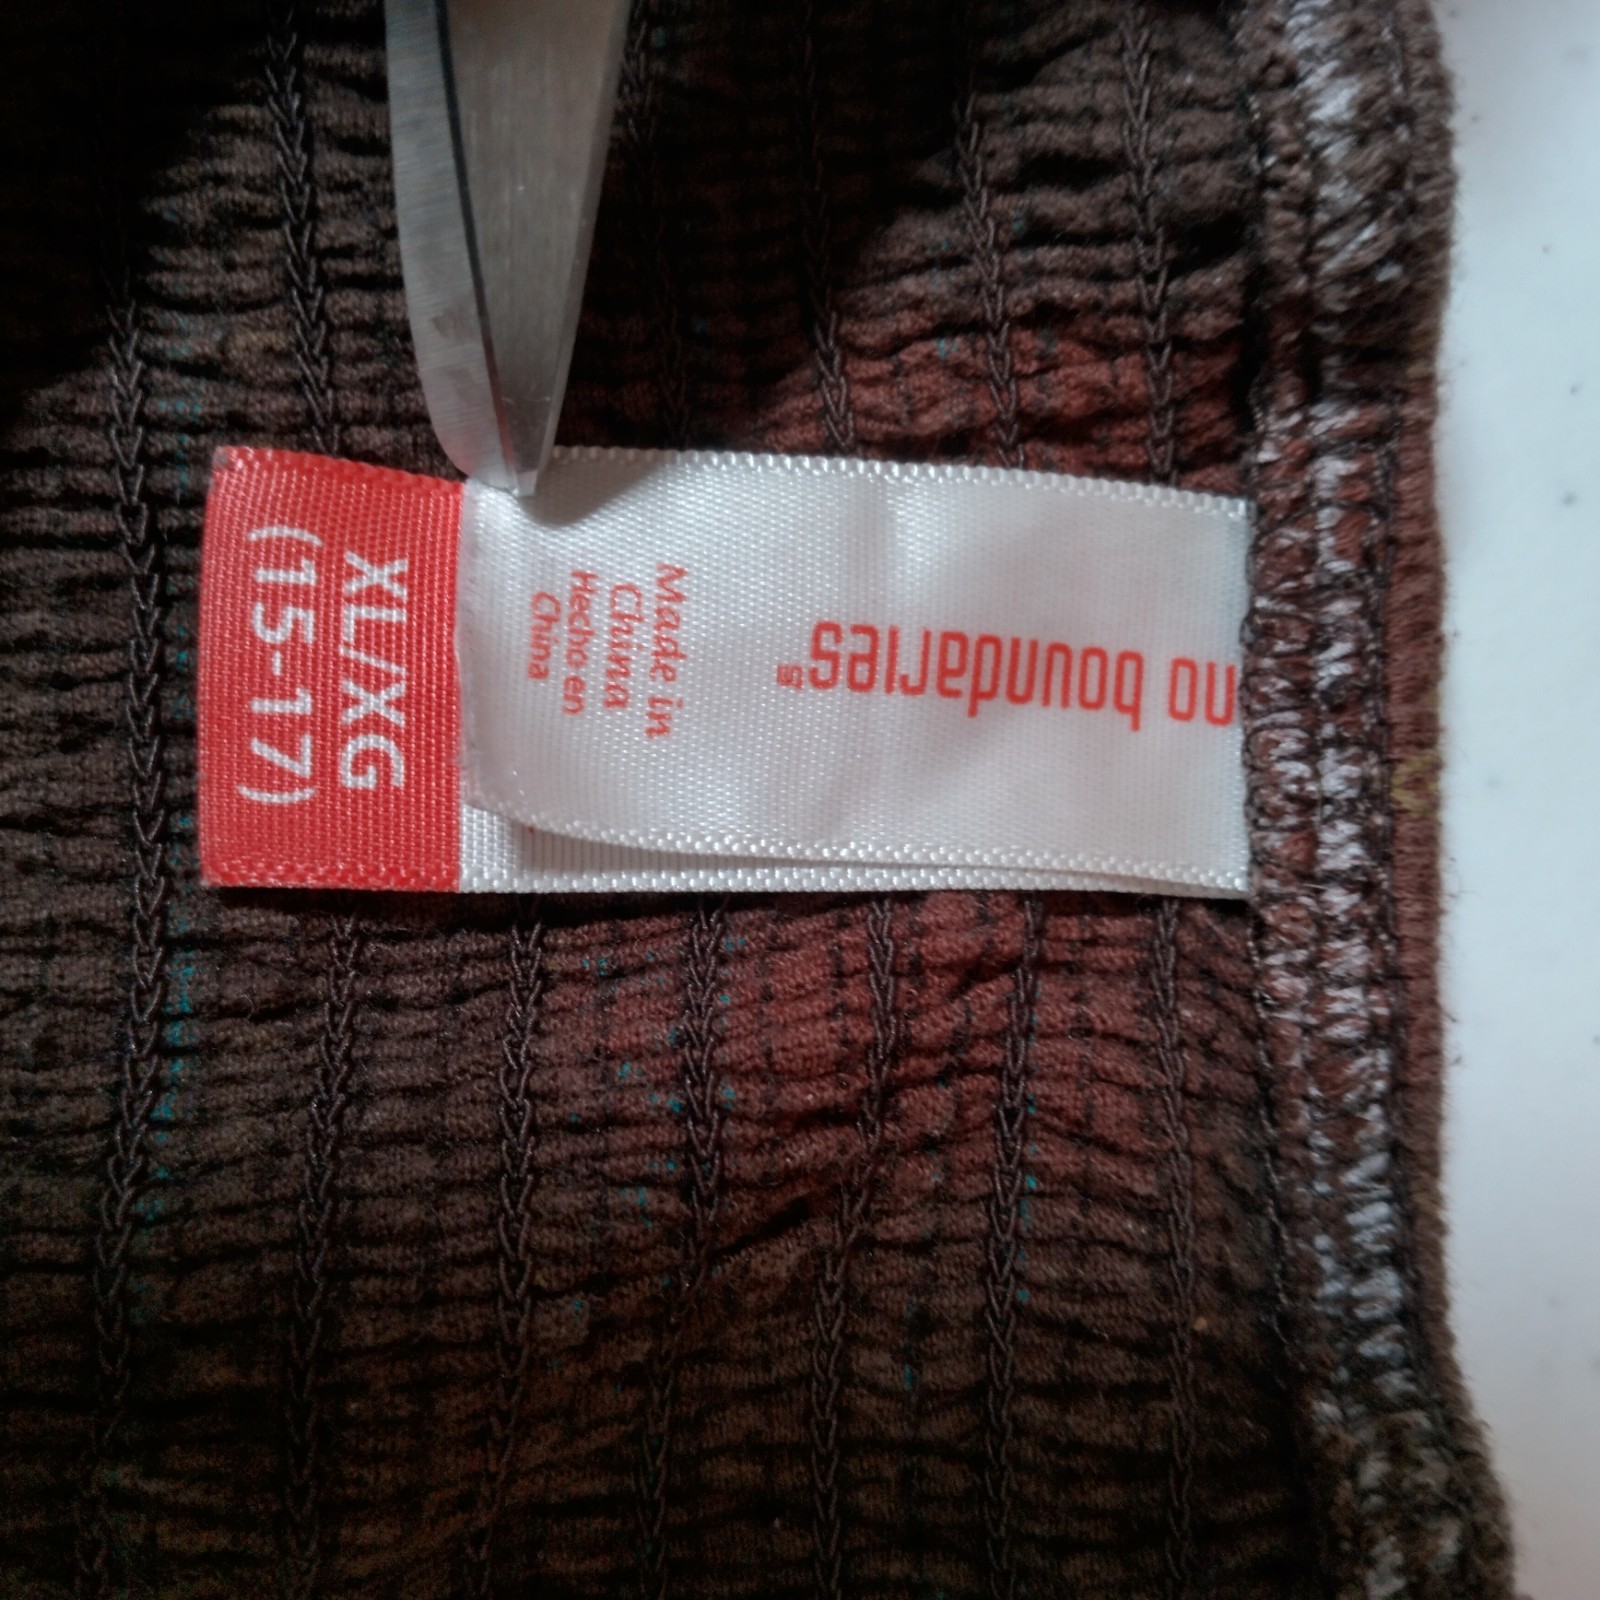 no boundaries
Made in
China
Hecho en
China
XL/XG
(15-17)